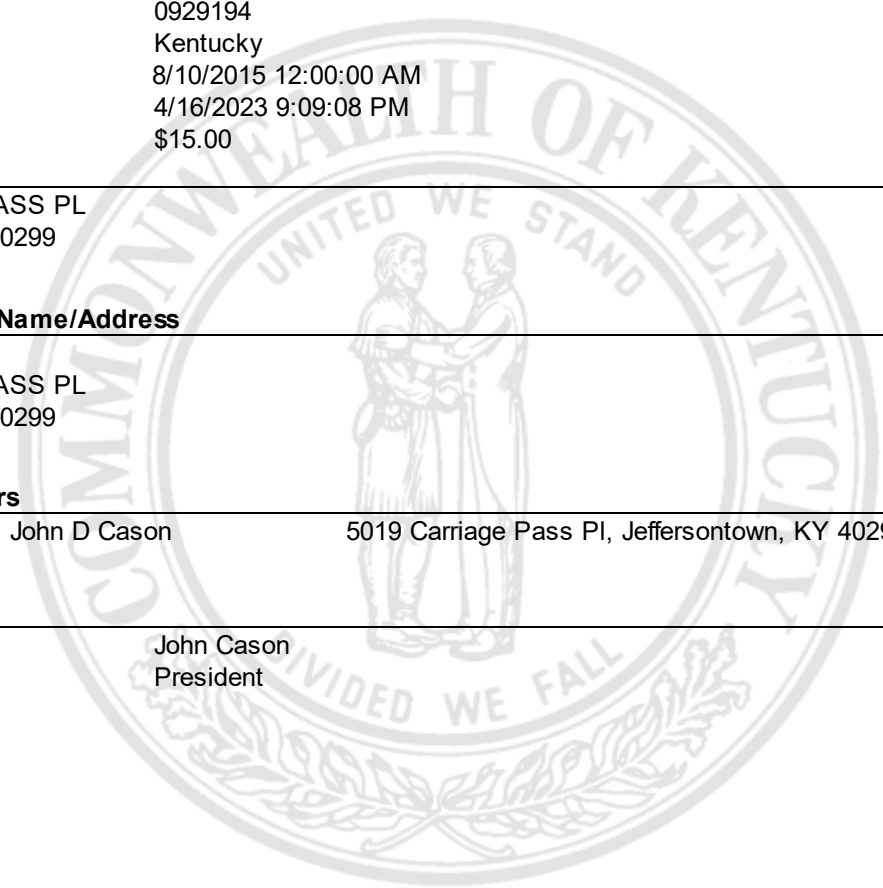 0929194
Kentucky
8/10/2015 12:00:00 AM
4/16/2023 9:09:08 PM
$15.00
ASS PL
0299
Name/Address
ASS PL
0299
rs
John D Cason 5019 Carriage Pass Pl, Jeffersontown, KY 4029
John Cason
President
COMMONWEALTH OF KENTUCKY
UNITED WE STAND
DIVIDED WE FALL